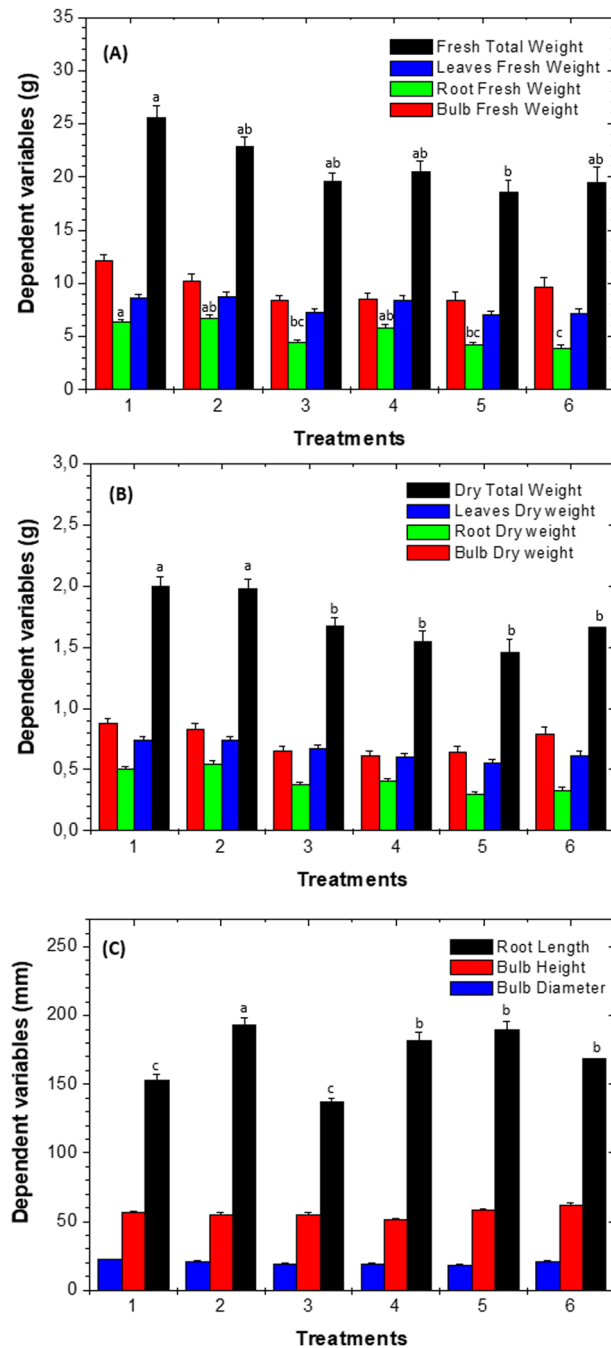 (A)
Fresh Total Weight
Leaves Fresh Weight
Root Fresh Weight
Bulb Fresh Weight
Dependent variables (g)
35
30
25
20
15
10
5
0
a
ab
ab
ab
b
ab
a
ab
bc
ab
bc
c
1 2 3 4 5 6
Treatments
(B)
Dry Total Weight
Leaves Dry weight
Root Dry weight
Bulb Dry weight
Dependent variables (g)
3,0
2,5
2,0
1,5
1,0
0,5
0,0
a
a
b
b
b
b
1 2 3 4 5 6
Treatments
(C)
Root Length
Bulb Height
Bulb Diameter
Dependent variables (mm)
250
200
150
100
50
0
c
a
c
b
b
b
1 2 3 4 5 6
Treatments